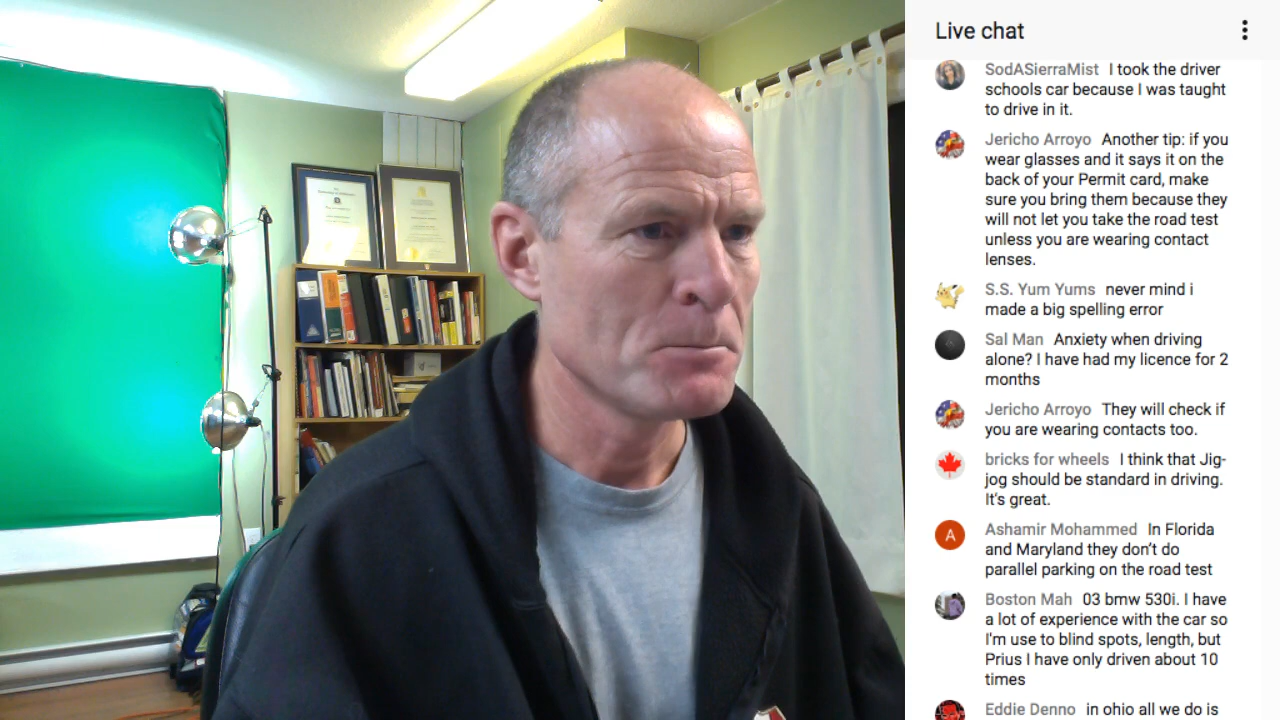 Live chat
SodASierraMist I took the driver
schools car because I was taught
to drive in it.
Jericho Arroyo Another tip: if you
wear glasses and it says it on the
back of your Permit card, make
sure you bring them because they
will not let you take the road test
unless you are wearing contact
lenses.
S.S. Yum Yums never mind i
made a big spelling error
Sal Man Anxiety when driving
alone? I have had my licence for 2
months
Jericho Arroyo They will check if
you are wearing contacts too.
bricks for wheels I think that Jig-
jog should be standard in driving.
It's great.
A
Ashamir Mohammed In Florida
and Maryland they don't do
parallel parking on the road test
Boston Mah 03 bmw 530i. I have
a lot of experience with the car so
I'm use to blind spots, length, but
Prius I have only driven about 10
times
Eddie Denno in ohio all we do is